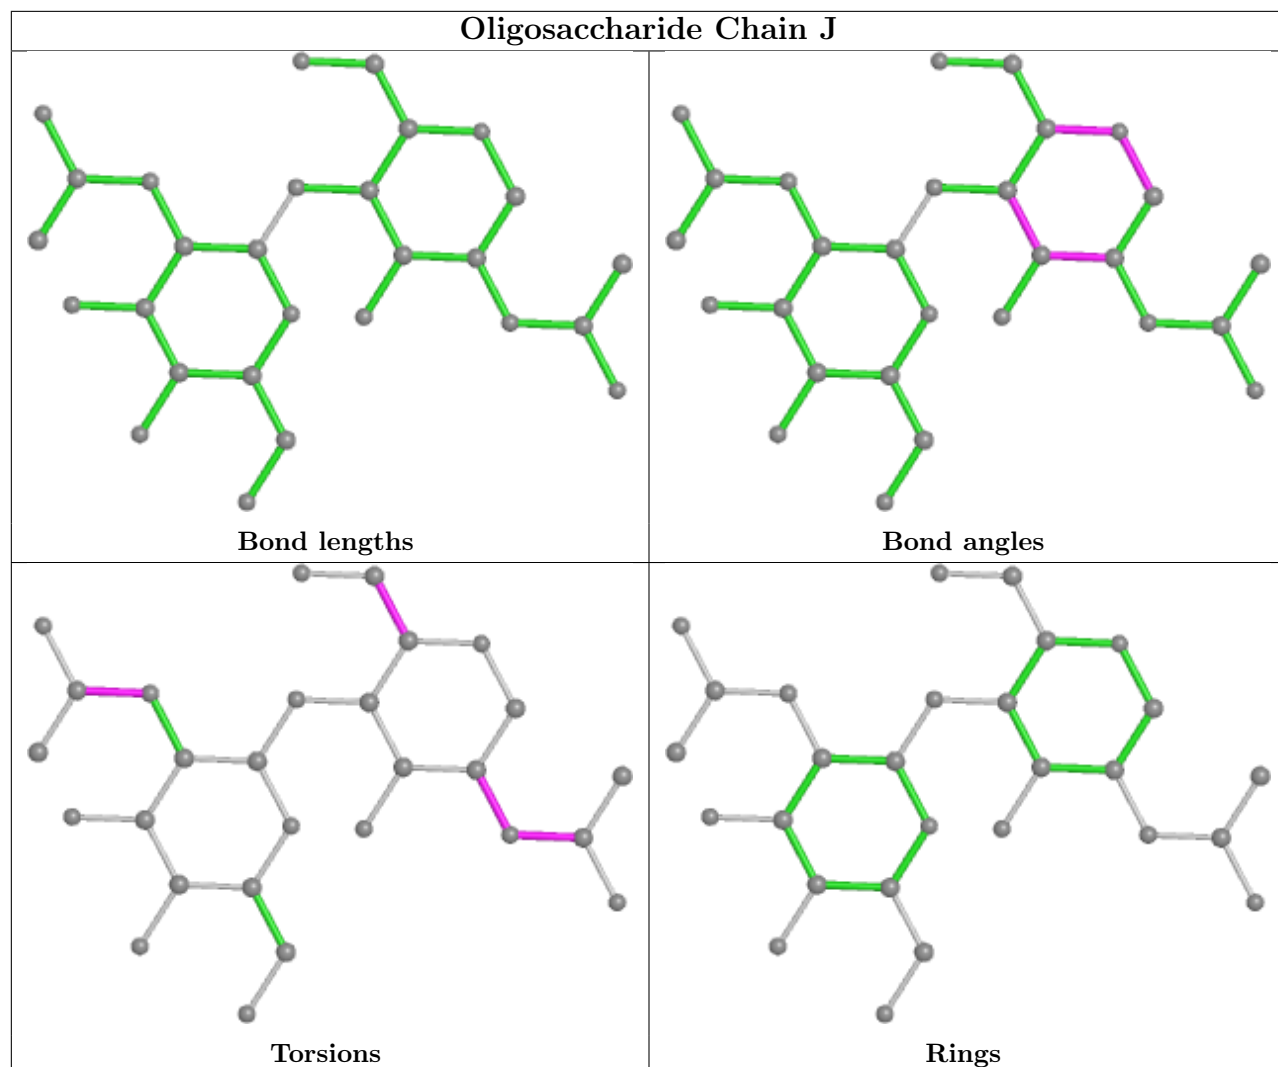 Oligosaccharide Chain J
Bond lengths
Bond angles
Torsions
Rings